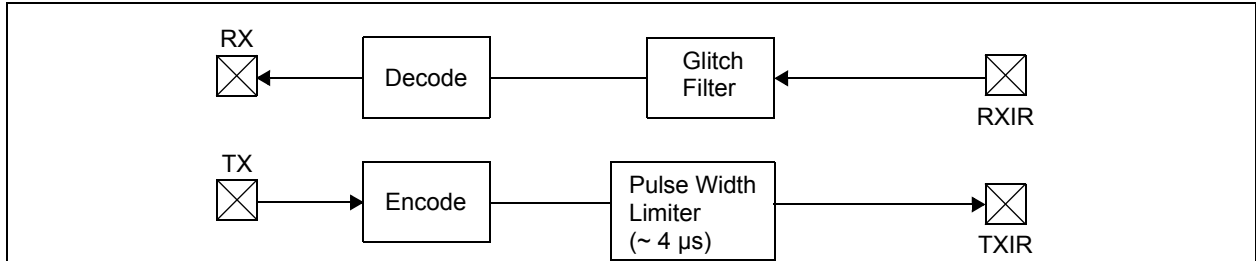 RX
Decode
Glitch
Filter
RXIR
TX
Encode
Pulse Width
Limiter
(~ 4 µs)
TXIR